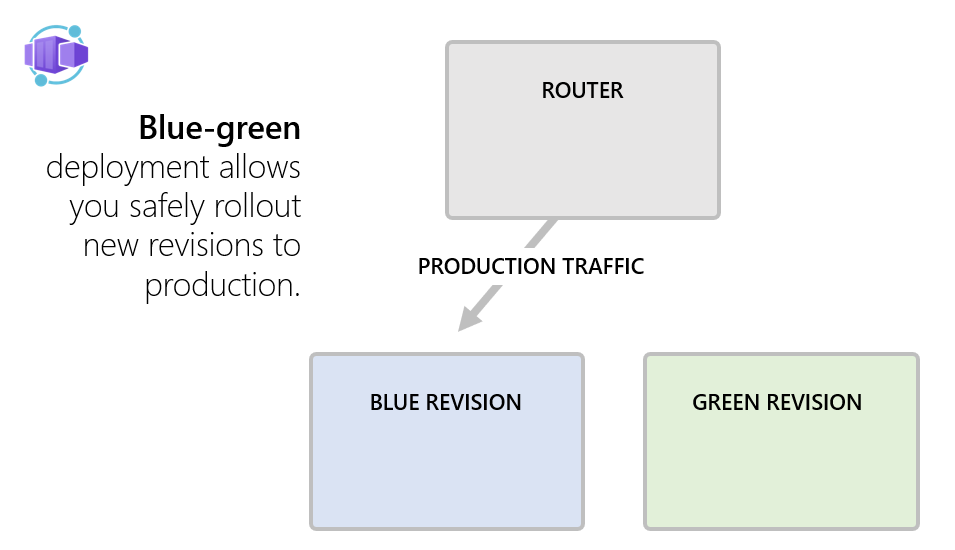 Blue-green
deployment allows
you safely rollout
new revisions to
production.
ROUTER
PRODUCTION TRAFFIC
BLUE REVISION
GREEN REVISION